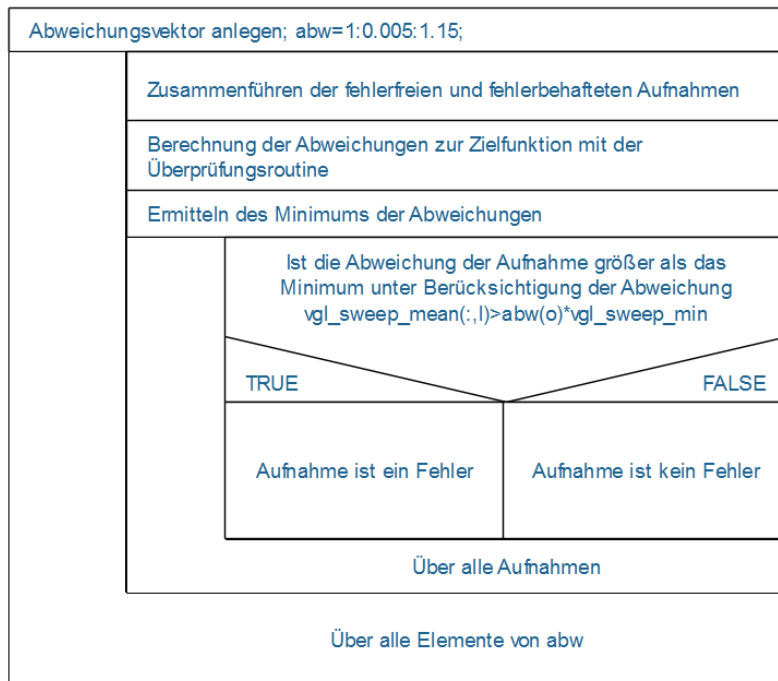 Abweichungsvektor anlegen; abw=1:0.005:1.15;
Zusammenführen der fehlerfreien und fehlerbehafteten Aufnahmen
Berechnung der Abweichungen zur Zielfunktion mit der
Überprüfungsroutine
Ermitteln des Minimums der Abweichungen
Ist die Abweichung der Aufnahme größer als das
Minimum unter Berücksichtigung der Abweichung
vgl_sweep_mean(:,l)>abw(o)*vgl_sweep_min
TRUE
FALSE
Aufnahme ist ein Fehler
Aufnahme ist kein Fehler
Über alle Aufnahmen
Über alle Elemente von abw